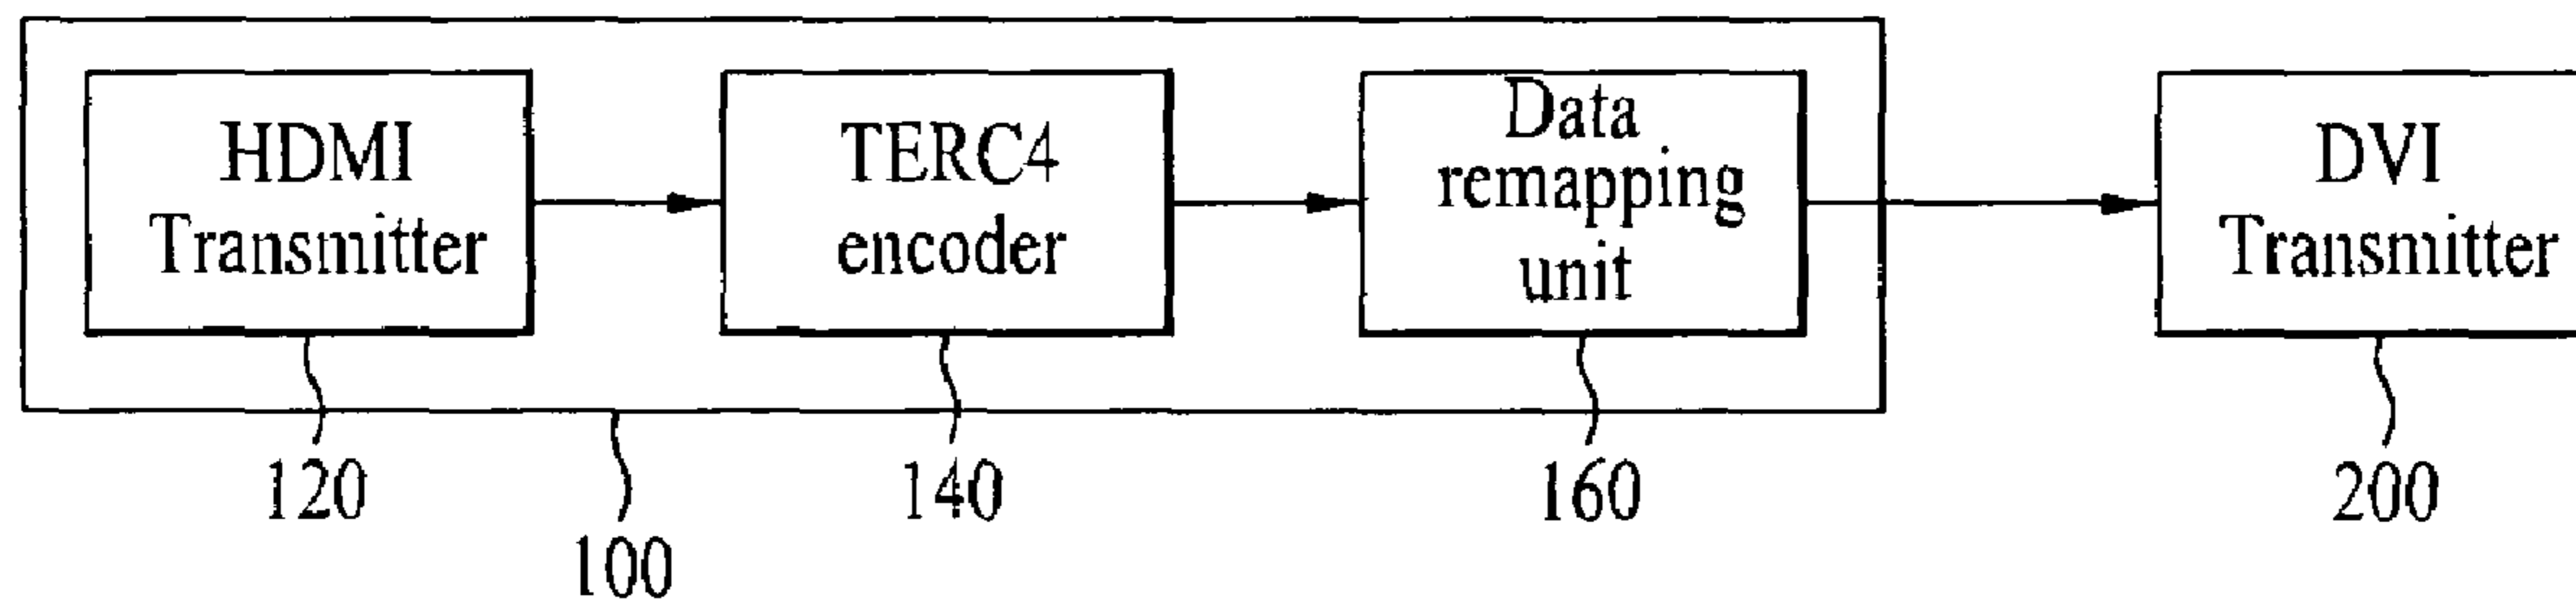 HDMI
Transmitter
TERC4
encoder
Data
remapping
unit
DVI
Transmitter
120
140
160
200
100